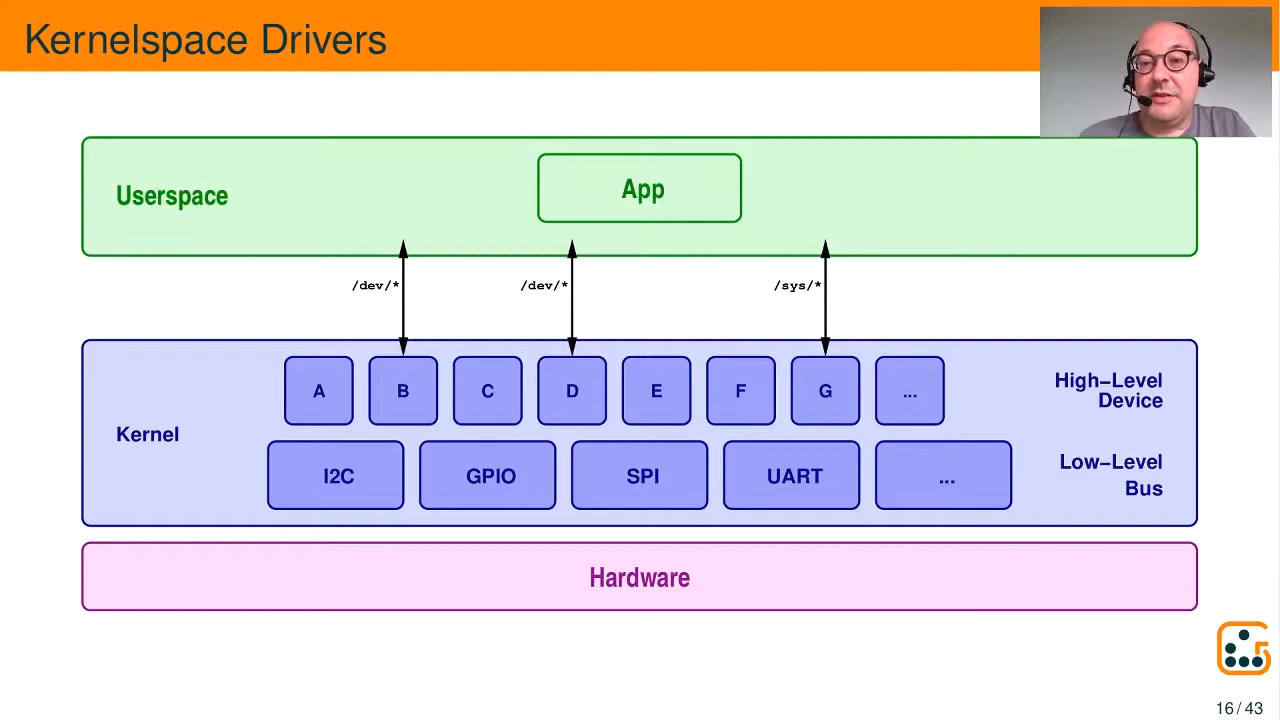 Kernelspace Drivers
Userspace
App
/dev/*
/dev/*
/sys/*
A
B
C
D
E
F
G
...
High–Level
Device
Kernel
I2C
GPIO
SPI
UART
...
Low–Level
Bus
Hardware
16 / 43